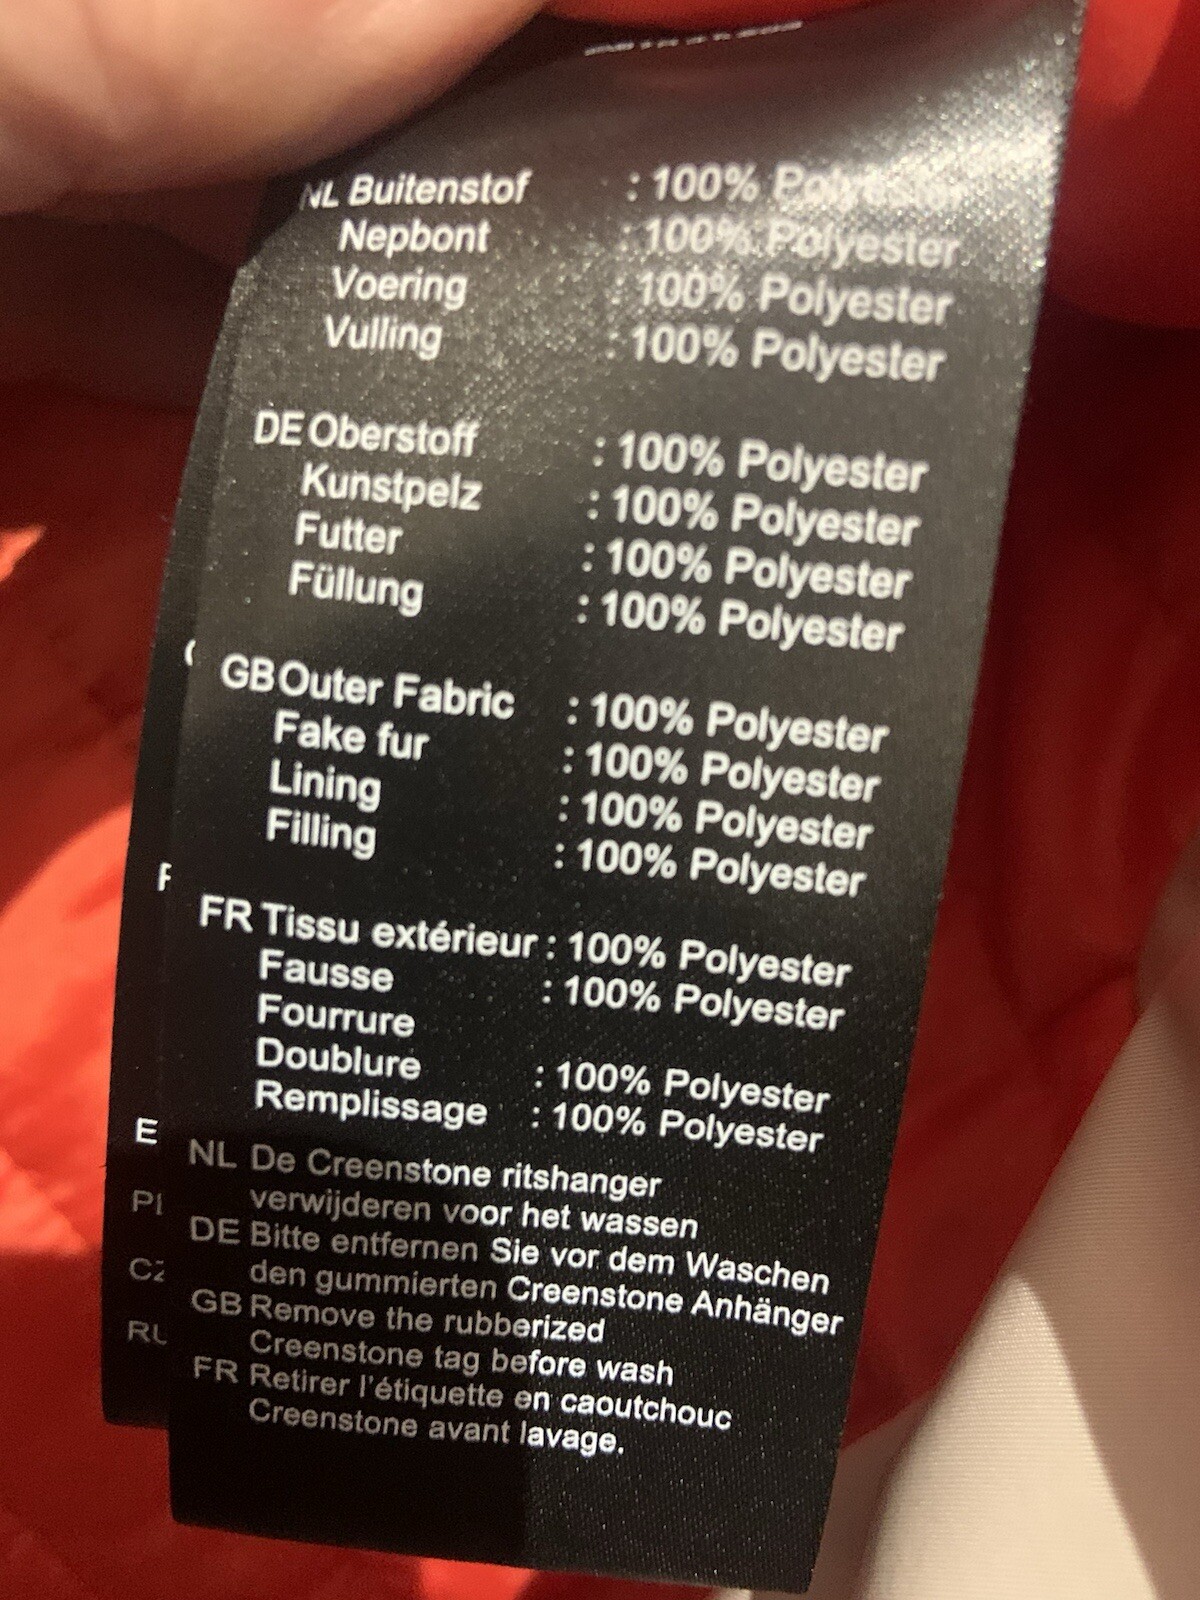 NL Buitenstof : 100% Polyester
Nepbont : 100% Polyester
Voering : 100% Polyester
Vulling : 100% Polyester
DE Oberstoff : 100% Polyester
Kunstpelz : 100% Polyester
Futter : 100% Polyester
Füllung : 100% Polyester
GB Outer Fabric : 100% Polyester
Fake fur : 100% Polyester
Lining : 100% Polyester
Filling : 100% Polyester
FR Tissu extérieur : 100% Polyester
Fausse : 100% Polyester
Fourrure
Doublure : 100% Polyester
Remplissage : 100% Polyester
NL De Creenstone ritshanger
verwijderen voor het wassen
DE Bitte entfernen Sie vor dem Waschen
den gummierten Creenstone Anhänger
GB Remove the rubberized
Creenstone tag before wash
FR Retirer l'étiquette en caoutchouc
Creenstone avant lavage.